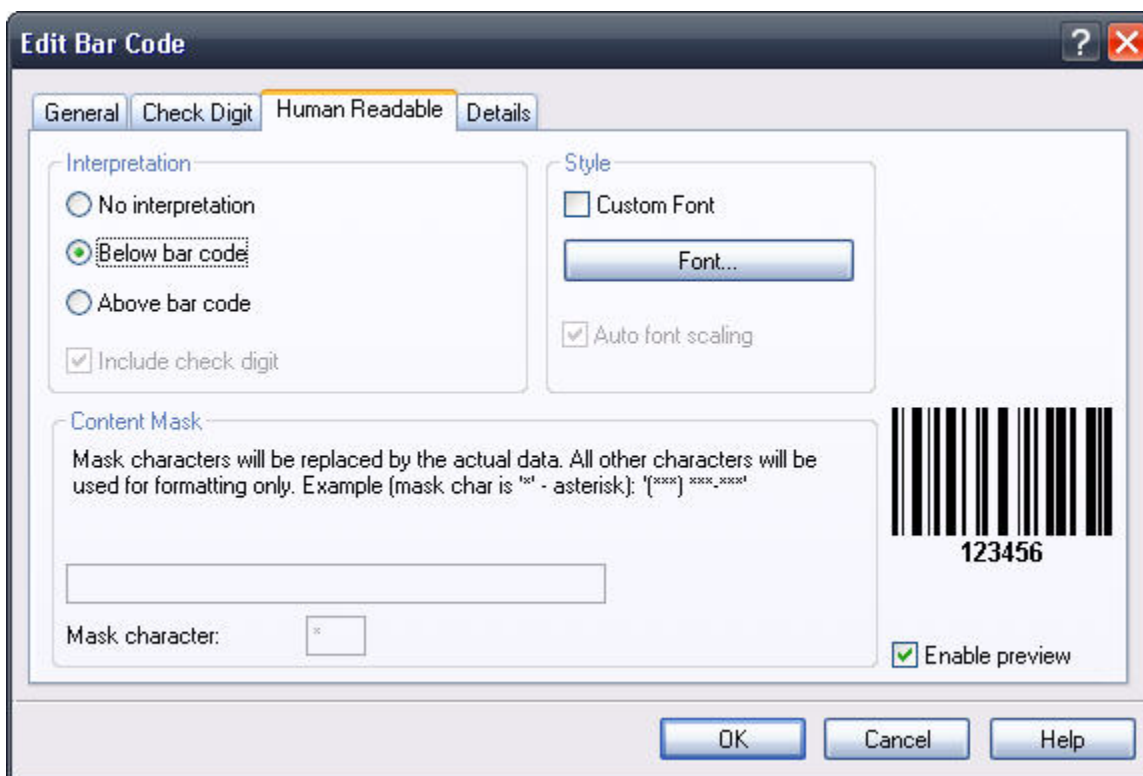 Edit Bar Code
?
General Check Digit Human Readable Details
Interpretation
No interpretation
Below bar code
Above bar code
Include check digit
Style
Custom Font
Font...
Auto font scaling
Content Mask
Mask characters will be replaced by the actual data. All other characters will be
used for formatting only. Example (mask char is '*' - asterisk): '(***) ***-***'
Mask character: *
123456
Enable preview
OK Cancel Help